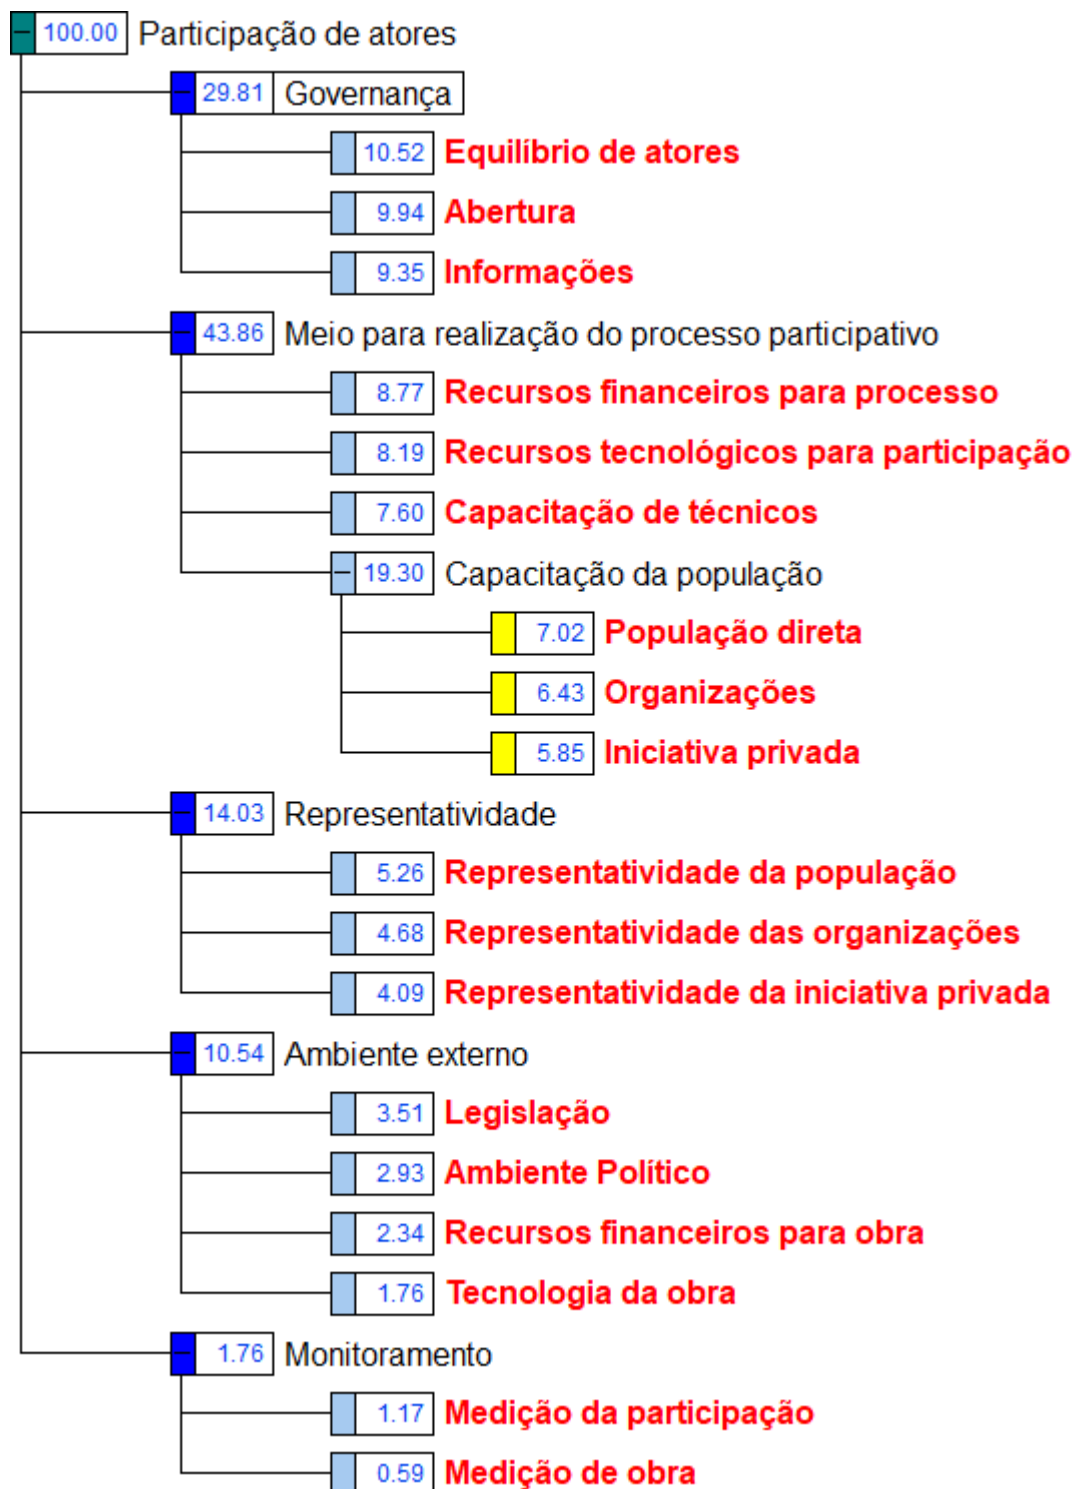 100.00 Participação de atores
29.81 Governança
10.52 Equilíbrio de atores
9.94 Abertura
9.35 Informações
43.86 Meio para realização do processo participativo
8.77 Recursos financeiros para processo
8.19 Recursos tecnológicos para participação
7.60 Capacitação de técnicos
19.30 Capacitação da população
7.02 População direta
6.43 Organizações
5.85 Iniciativa privada
14.03 Representatividade
5.26 Representatividade da população
4.68 Representatividade das organizações
4.09 Representatividade da iniciativa privada
10.54 Ambiente externo
3.51 Legislação
2.93 Ambiente Político
2.34 Recursos financeiros para obra
1.76 Tecnologia da obra
1.76 Monitoramento
1.17 Medição da participação
0.59 Medição de obra